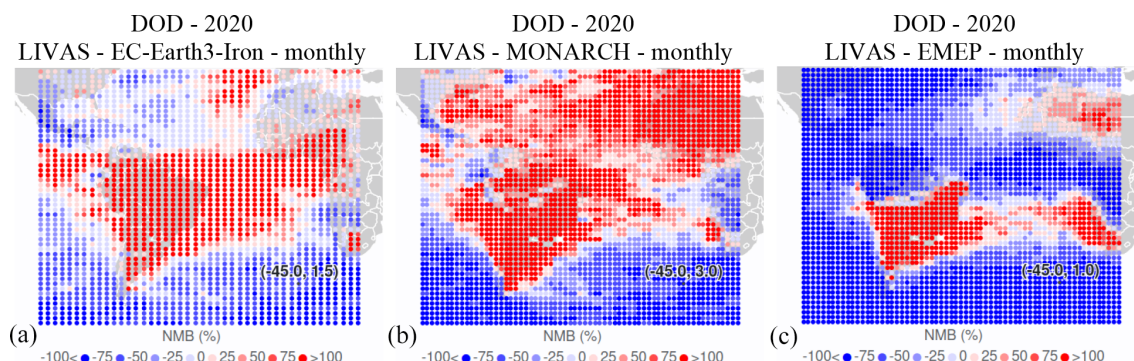 DOD - 2020
LIVAS - EC-Earth3-Iron - monthly
(-45.0, 1.5)
(a)
NMB (%)
-100< -75 -50 -25 0 25 50 75 >100
DOD - 2020
LIVAS - MONARCH - monthly
(-45.0, 3.0)
(b)
NMB (%)
-100< -75 -50 -25 0 25 50 75 >100
DOD - 2020
LIVAS - EMEP - monthly
(-45.0, 1.0)
(c)
NMB (%)
-100< -75 -50 -25 0 25 50 75 >100